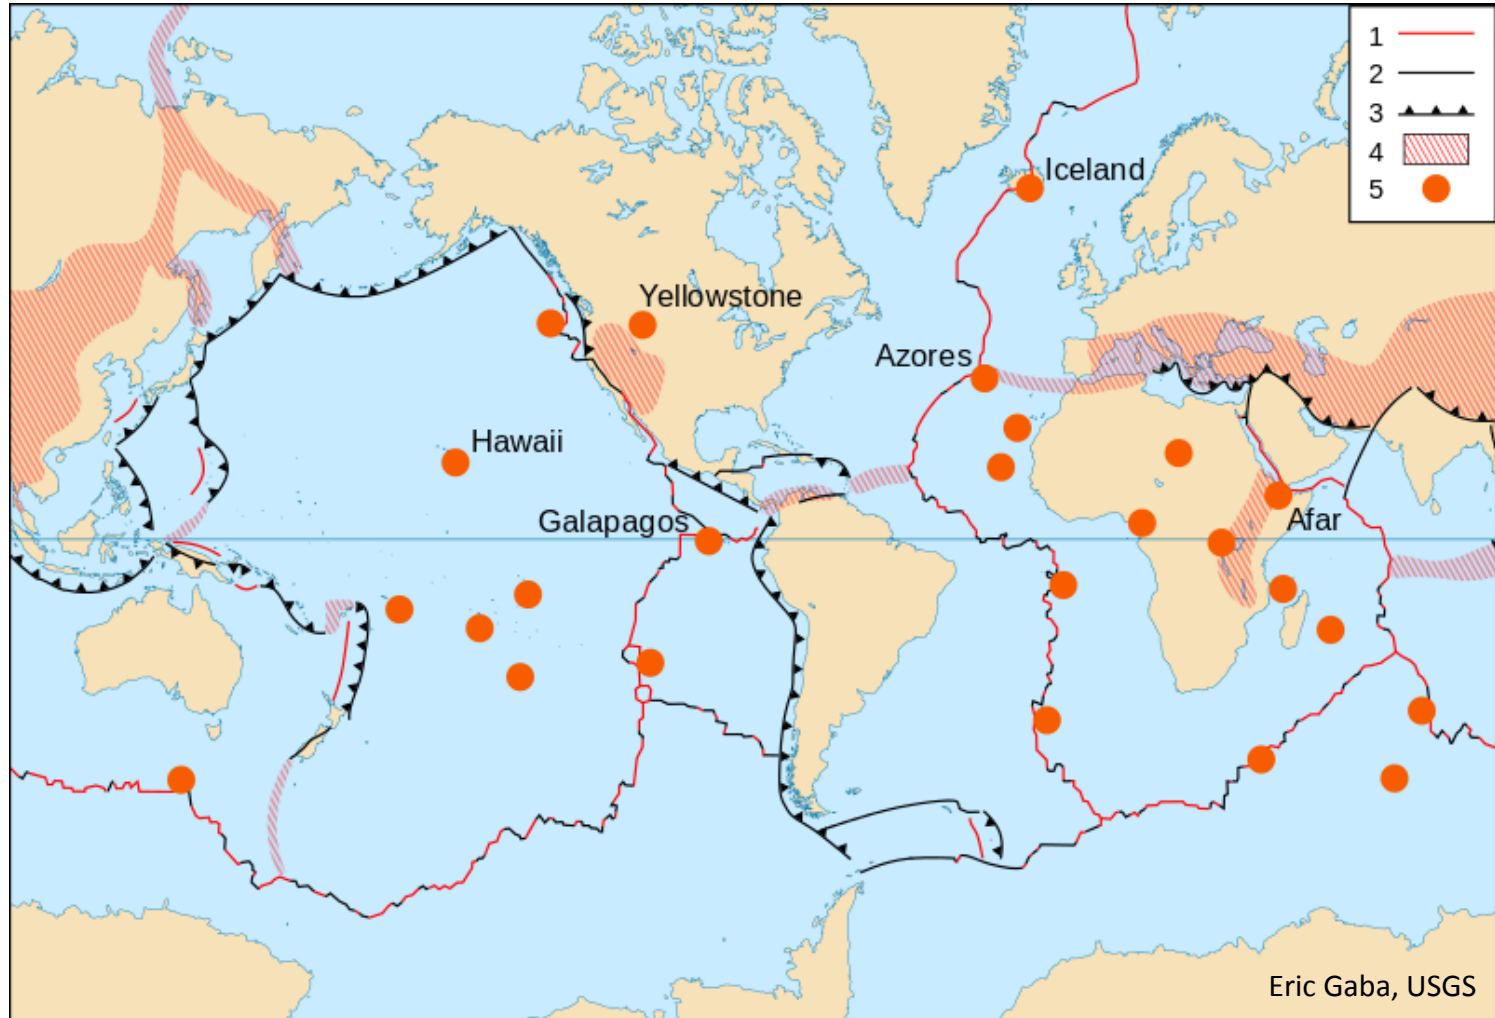 1
2
3
4
5
Iceland
Yellowstone
Azores
Hawaii
Galapagos
Afar
Eric Gaba, USGS